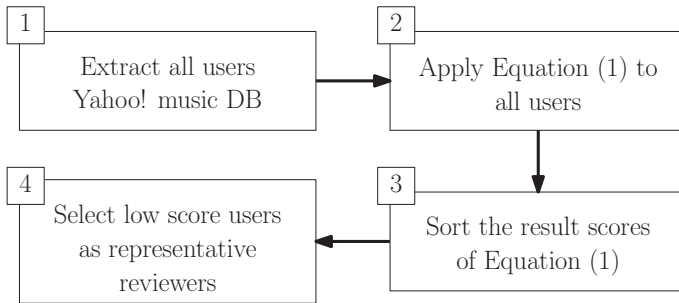 1
Extract all users
Yahoo! music DB
2
Apply Equation (1) to
all users
3
Sort the result scores
of Equation (1)
4
Select low score users
as representative
reviewers